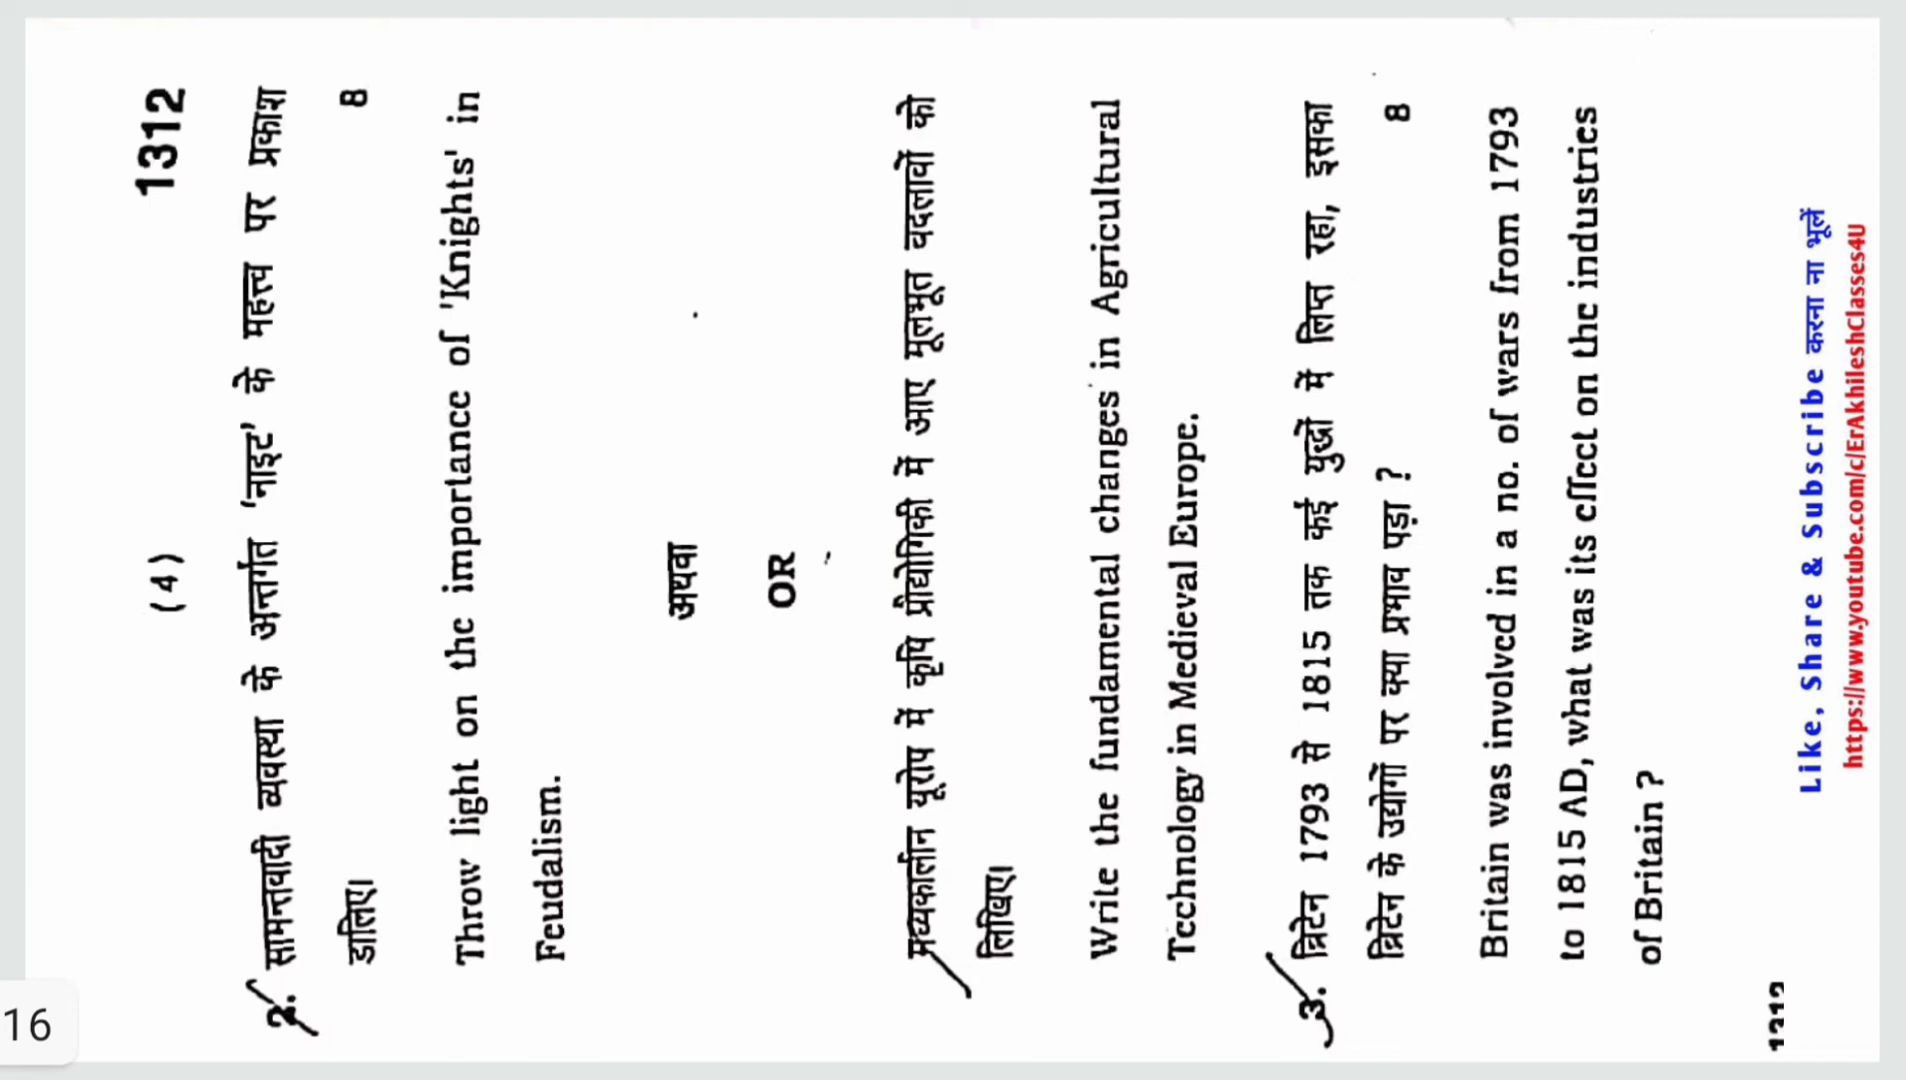 (4)
1312
2. सामन्तवादी व्यवस्था के अन्तर्गत 'नाइट' के महत्त्व पर प्रकाश
डालिए। 8
Throw light on the importance of 'Knights' in
Feudalism.
अथवा
OR
मध्यकालीन यूरोप में कृषि प्रौद्योगिकी में आए मूलभूत बदलावों को
लिखिए।
Write the fundamental changes in Agricultural
Technology in Medieval Europe.
3. ब्रिटेन 1793 से 1815 तक कई युद्धों में लिप्त रहा, इसका
ब्रिटेन के उद्योगों पर क्या प्रभाव पड़ा ? 8
Britain was involved in a no. of wars from 1793
to 1815 AD, what was its effect on the industries
of Britain ?
1312
Like, Share & Subscribe करना ना भूलें
https://www.youtube.com/c/ErAkhileshClasses4U
16